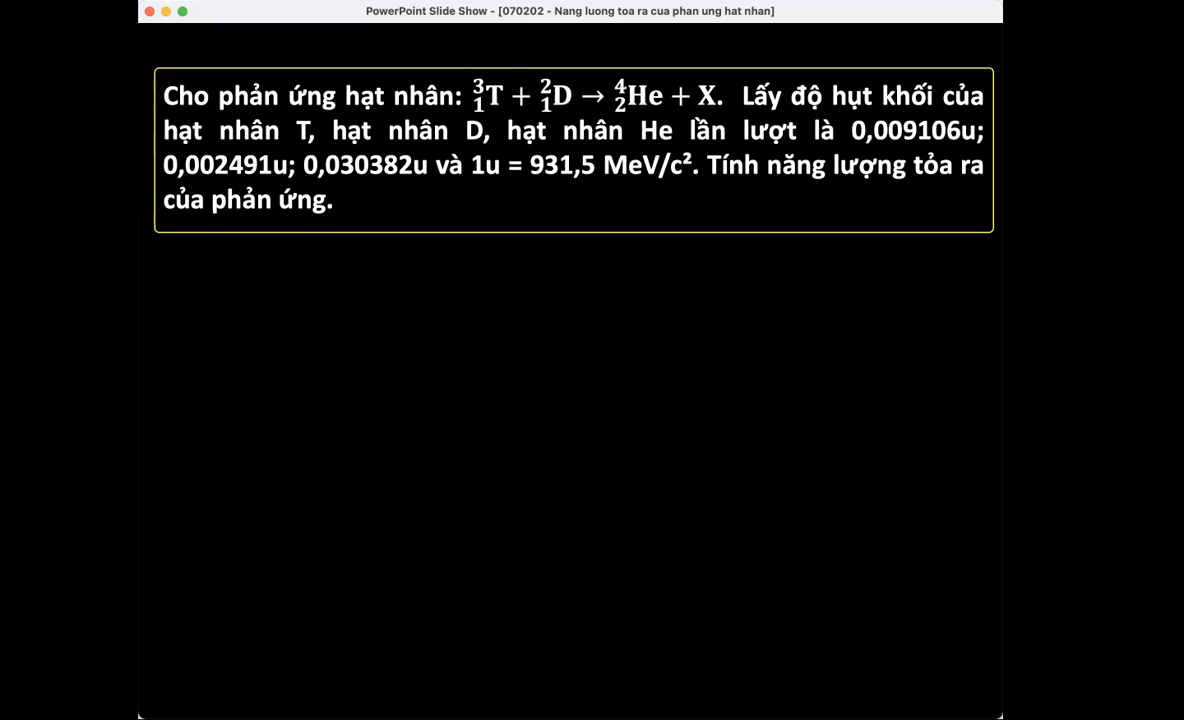 PowerPoint Slide Show - [070202 - Nang luong toa ra cua phan ung hat nhan]
Cho phản ứng hạt nhân: ³₁T + ²₁D → ⁴₂He + X. Lấy độ hụt khối của
hạt nhân T, hạt nhân D, hạt nhân He lần lượt là 0,009106u;
0,002491u; 0,030382u và 1u = 931,5 MeV/c². Tính năng lượng tỏa ra
của phản ứng.